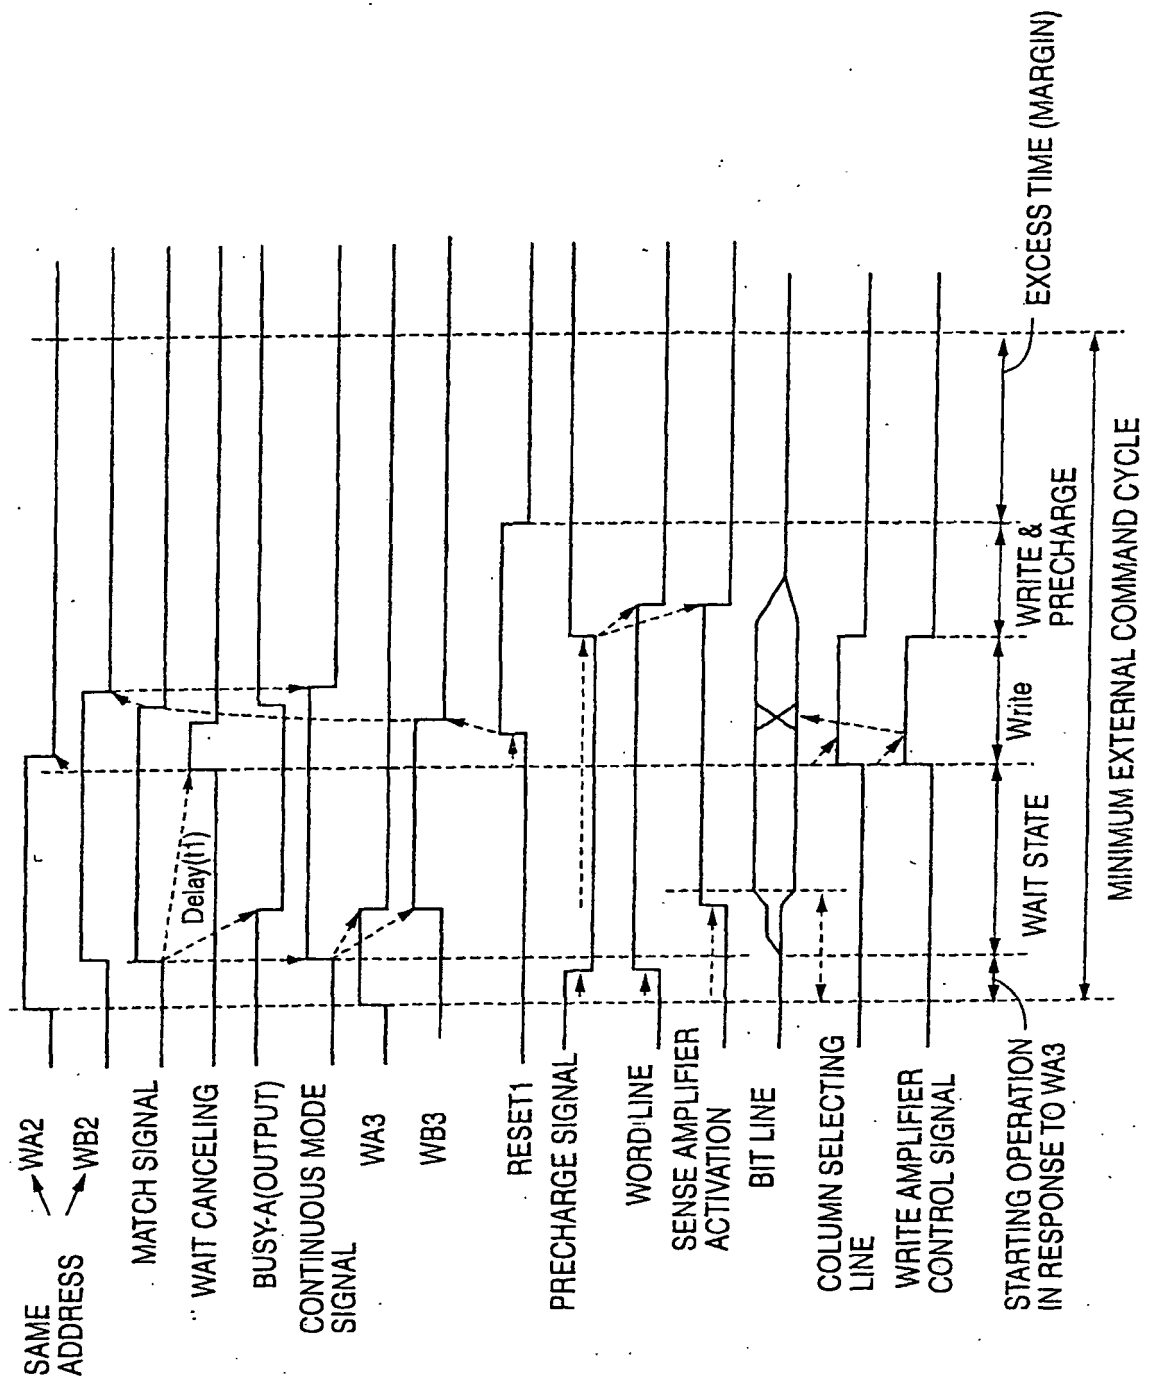 SAME
ADDRESS
WA2
WB2
MATCH SIGNAL
WAIT CANCELING
BUSY-A(OUTPUT)
CONTINUOUS MODE
SIGNAL
WA3
WB3
RESET1
PRECHARGE SIGNAL
WORD LINE
SENSE AMPLIFIER
ACTIVATION
BIT LINE
COLUMN SELECTING
LINE
WRITE AMPLIFIER
CONTROL SIGNAL
Delay(t1)
STARTING OPERATION
IN RESPONSE TO WA3
WAIT STATE
Write
WRITE &
PRECHARGE
EXCESS TIME (MARGIN)
MINIMUM EXTERNAL COMMAND CYCLE